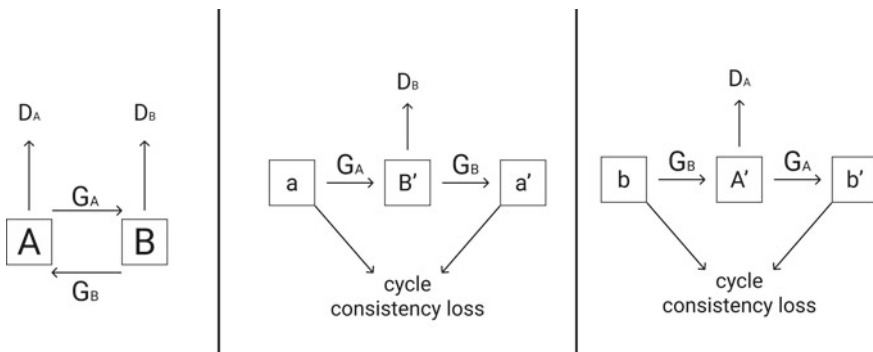 DA
DB
GA
A
B
GB
DB
a
GA
B'
GB
a'
cycle
consistency loss
DA
b
GB
A'
GA
b'
cycle
consistency loss